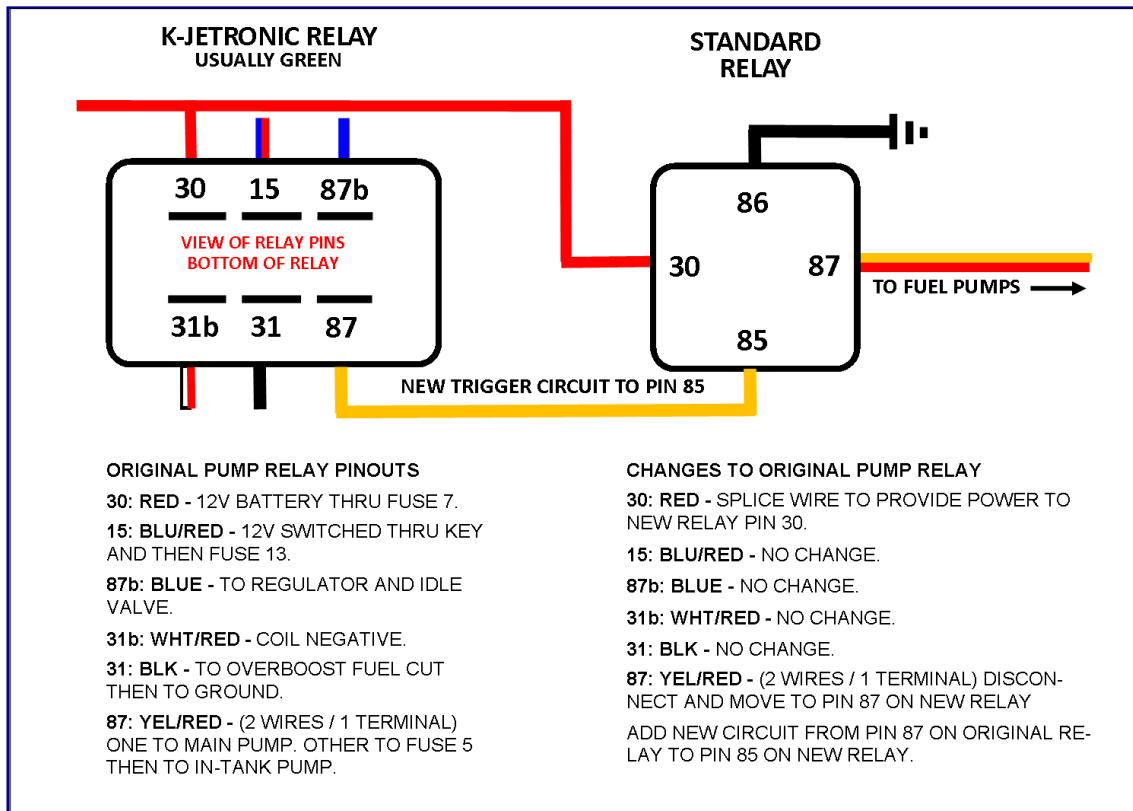 K-JETRONIC RELAY
USUALLY GREEN
STANDARD
RELAY
30 15 87b
VIEW OF RELAY PINS
BOTTOM OF RELAY
31b 31 87
86
30 87
85
TO FUEL PUMPS
NEW TRIGGER CIRCUIT TO PIN 85
ORIGINAL PUMP RELAY PINOUTS
30: RED - 12V BATTERY THRU FUSE 7.
15: BLU/RED - 12V SWITCHED THRU KEY
AND THEN FUSE 13.
87b: BLUE - TO REGULATOR AND IDLE
VALVE.
31b: WHT/RED - COIL NEGATIVE.
31: BLK - TO OVERBOOST FUEL CUT
THEN TO GROUND.
87: YEL/RED - (2 WIRES / 1 TERMINAL)
ONE TO MAIN PUMP. OTHER TO FUSE 5
THEN TO IN-TANK PUMP.
CHANGES TO ORIGINAL PUMP RELAY
30: RED - SPLICE WIRE TO PROVIDE POWER TO
NEW RELAY PIN 30.
15: BLU/RED - NO CHANGE.
87b: BLUE - NO CHANGE.
31b: WHT/RED - NO CHANGE.
31: BLK - NO CHANGE.
87: YEL/RED - (2 WIRES / 1 TERMINAL) DISCON-
NECT AND MOVE TO PIN 87 ON NEW RELAY
ADD NEW CIRCUIT FROM PIN 87 ON ORIGINAL RE-
LAY TO PIN 85 ON NEW RELAY.